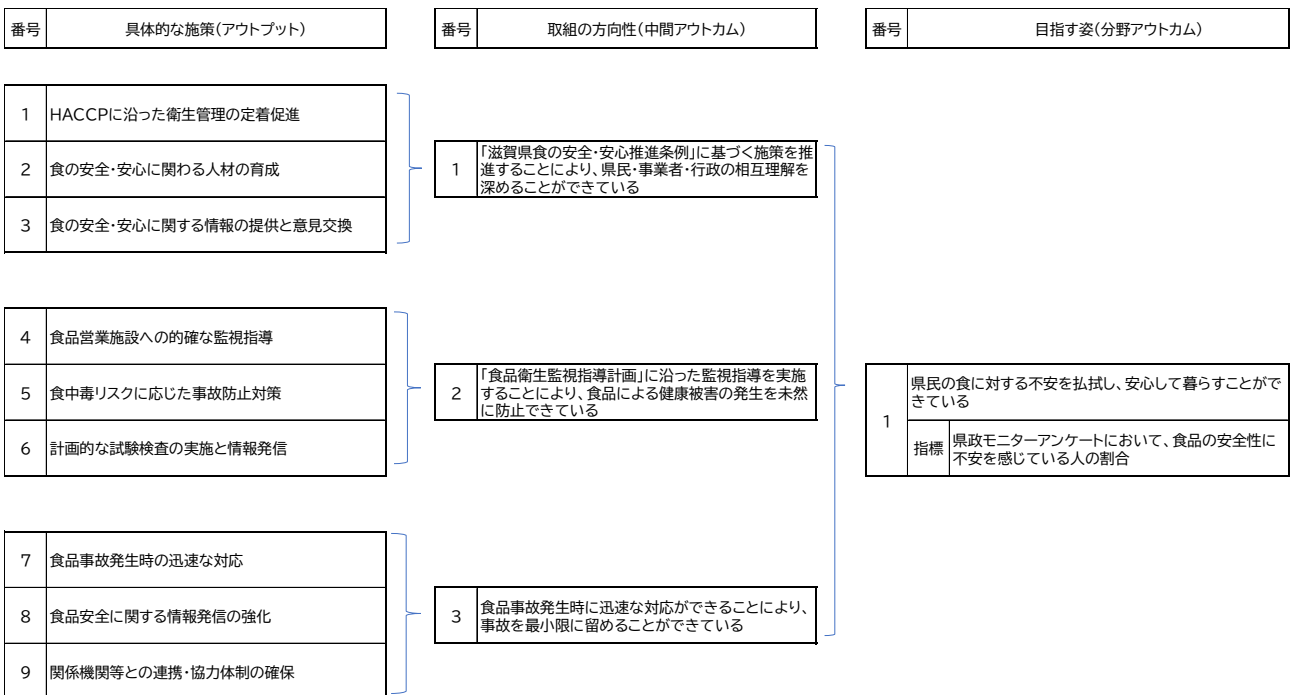 番号 具体的な施策(アウトプット)
1 HACCPに沿った衛生管理の定着促進
2 食の安全・安心に関わる人材の育成
3 食の安全・安心に関する情報の提供と意見交換
4 食品営業施設への的確な監視指導
5 食中毒リスクに応じた事故防止対策
6 計画的な試験検査の実施と情報発信
7 食品事故発生時の迅速な対応
8 食品安全に関する情報発信の強化
9 関係機関等との連携・協力体制の確保
番号 取組の方向性(中間アウトカム)
1
「滋賀県食の安全・安心推進条例」に基づく施策を推
進することにより、県民・事業者・行政の相互理解を
深めることができている
2
「食品衛生監視指導計画」に沿った監視指導を実施
することにより、食品による健康被害の発生を未然
に防止できている
3
食品事故発生時に迅速な対応ができることにより、
事故を最小限に留めることができている
番号 目指す姿(分野アウトカム)
1
県民の食に対する不安を払拭し、安心して暮らすことがで
きている
指標
県政モニターアンケートにおいて、食品の安全性に
不安を感じている人の割合